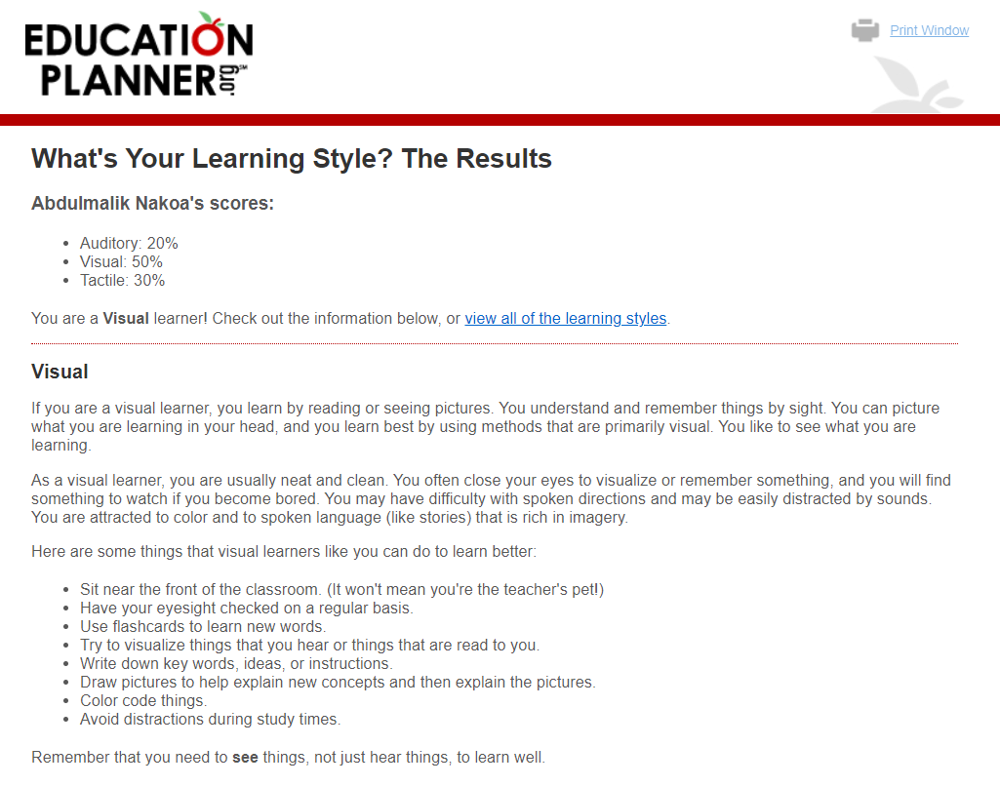 EDUCATION
PLANNER.org℠
Print Window
What's Your Learning Style? The Results
Abdulmalik Nakoa's scores:
• Auditory: 20%
• Visual: 50%
• Tactile: 30%
You are a Visual learner! Check out the information below, or view all of the learning styles.
Visual
If you are a visual learner, you learn by reading or seeing pictures. You understand and remember things by sight. You can picture
what you are learning in your head, and you learn best by using methods that are primarily visual. You like to see what you are
learning.
As a visual learner, you are usually neat and clean. You often close your eyes to visualize or remember something, and you will find
something to watch if you become bored. You may have difficulty with spoken directions and may be easily distracted by sounds.
You are attracted to color and to spoken language (like stories) that is rich in imagery.
Here are some things that visual learners like you can do to learn better:
• Sit near the front of the classroom. (It won't mean you're the teacher's pet!)
• Have your eyesight checked on a regular basis.
• Use flashcards to learn new words.
• Try to visualize things that you hear or things that are read to you.
• Write down key words, ideas, or instructions.
• Draw pictures to help explain new concepts and then explain the pictures.
• Color code things.
• Avoid distractions during study times.
Remember that you need to see things, not just hear things, to learn well.